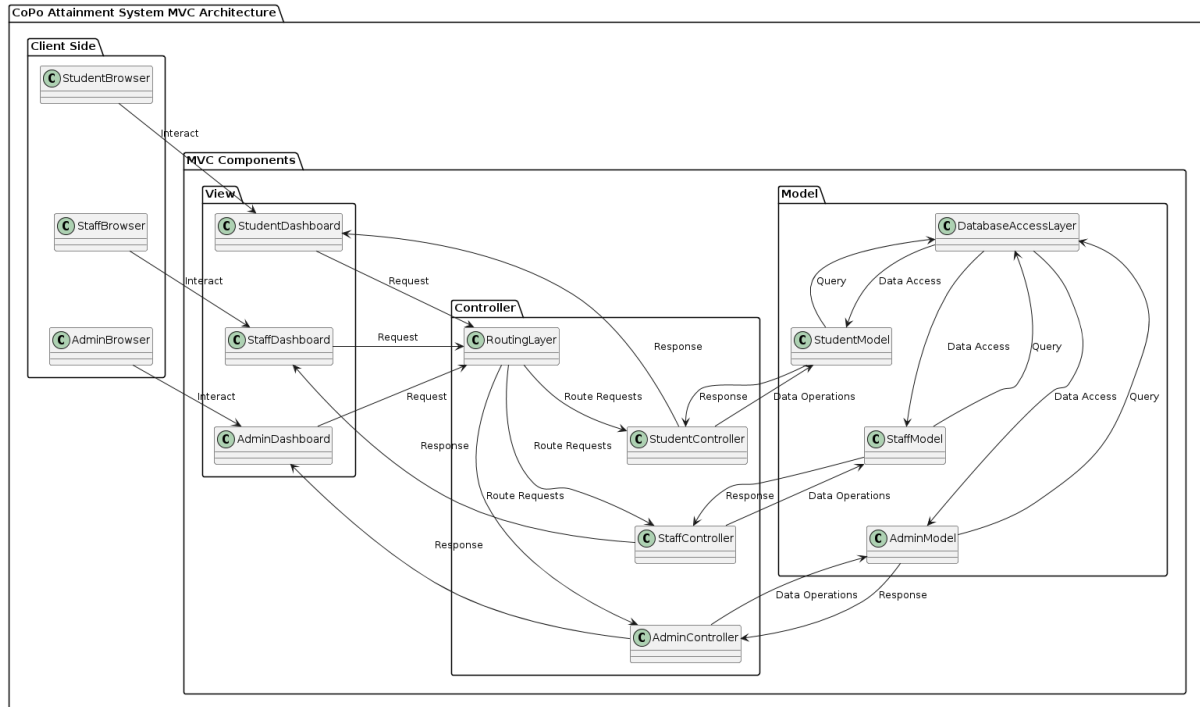 CoPo Attainment System MVC Architecture
Client Side
C StudentBrowser
Interact
MVC Components
View
Model
C StaffBrowser
C StudentDashboard
C DatabaseAccessLayer
Interact
Request
Query
Data Access
Controller
C AdminBrowser
C StaffDashboard
Request
C RoutingLayer
Response
C StudentModel
Data Access
Query
Interact
Request
Route Requests
Response
Data Operations
Data Access
Query
C AdminDashboard
Response
Route Requests
C StudentController
C StaffModel
Route Requests
Response
Data Operations
Response
C StaffController
C AdminModel
Data Operations
Response
C AdminController